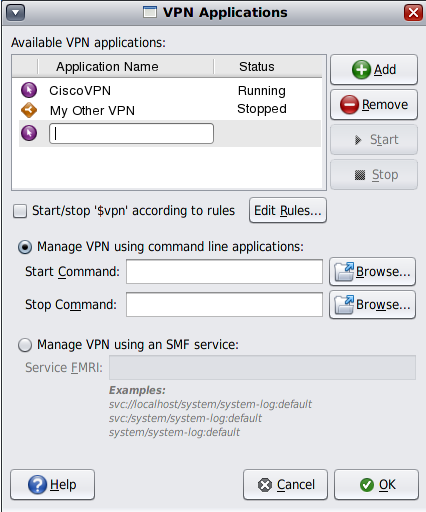 VPN Applications
Available VPN applications:
Application Name Status
CiscoVPN Running
My Other VPN Stopped
Add
Remove
Start
Stop
Start/stop '$vpn' according to rules Edit Rules...
Manage VPN using command line applications:
Start Command: Browse...
Stop Command: Browse...
Manage VPN using an SMF service:
Service FMRI:
Examples:
svc://localhost/system/system-log:default
svc:/system/system-log:default
system/system-log:default
Help Cancel OK